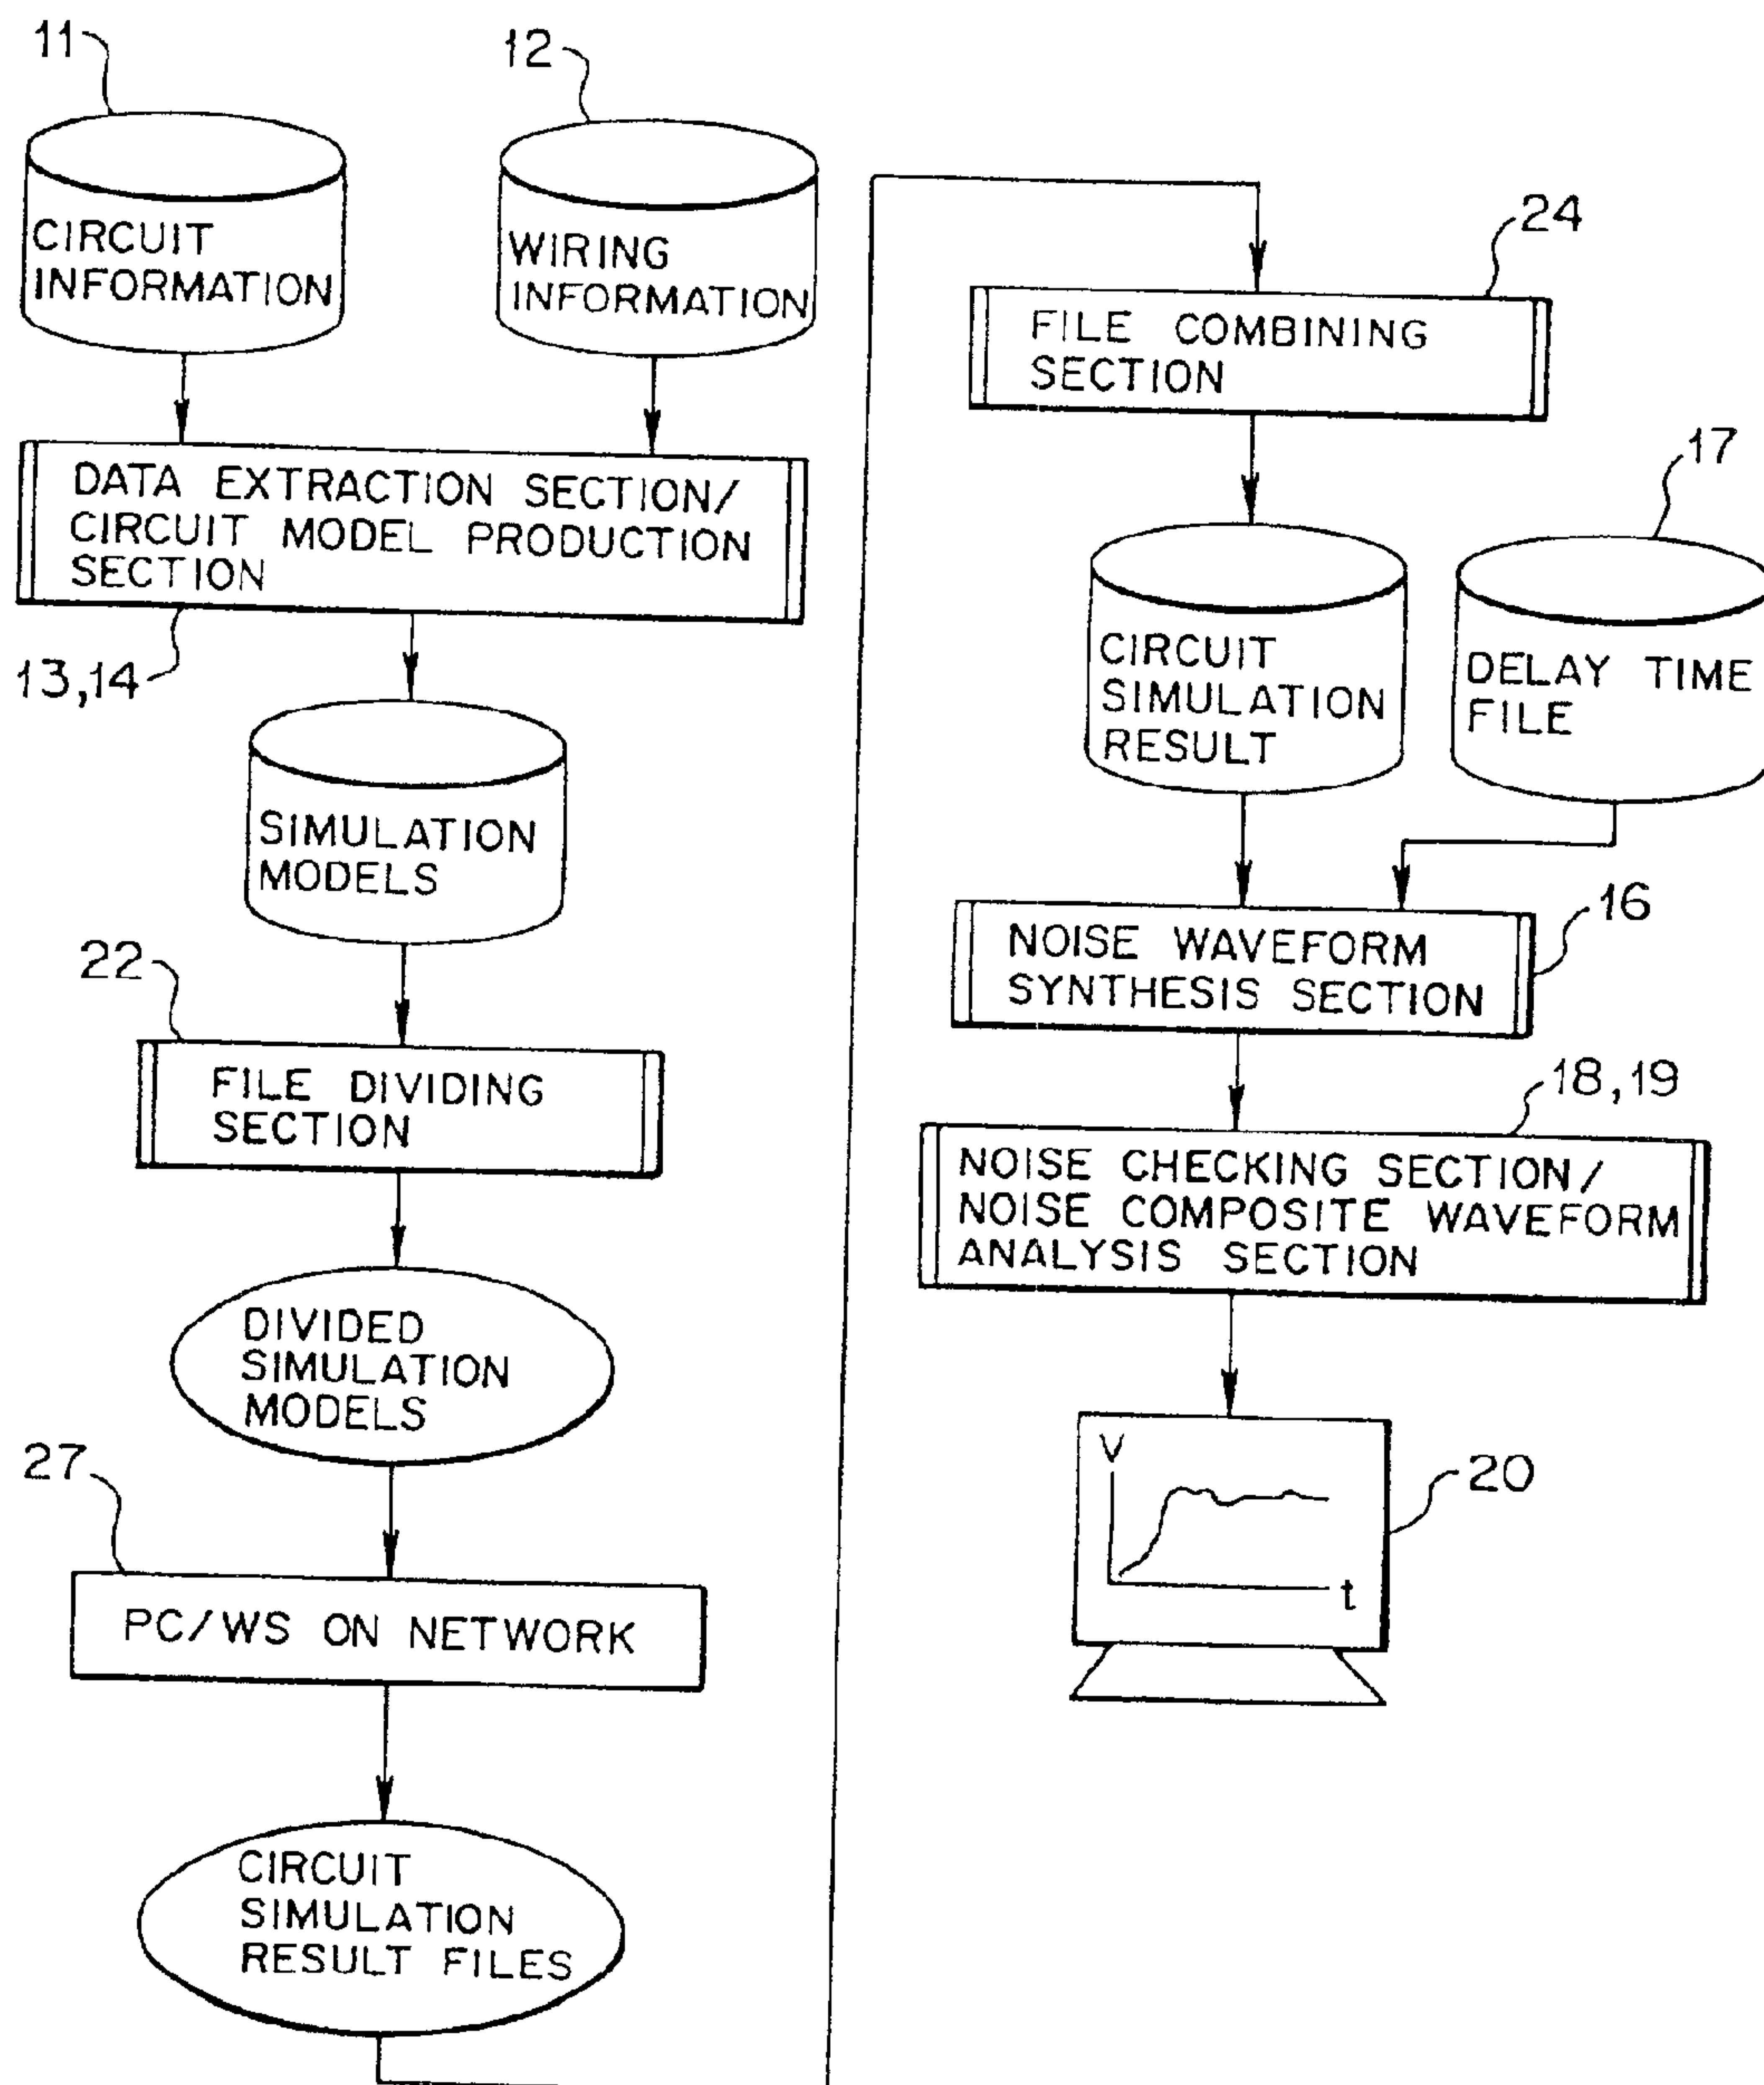 11
12
CIRCUIT
INFORMATION
WIRING
INFORMATION
DATA EXTRACTION SECTION/
CIRCUIT MODEL PRODUCTION
SECTION
13,14
SIMULATION
MODELS
22
FILE DIVIDING
SECTION
DIVIDED
SIMULATION
MODELS
27
PC/WS ON NETWORK
CIRCUIT
SIMULATION
RESULT FILES
24
FILE COMBINING
SECTION
17
CIRCUIT
SIMULATION
RESULT
DELAY TIME
FILE
16
NOISE WAVEFORM
SYNTHESIS SECTION
18,19
NOISE CHECKING SECTION/
NOISE COMPOSITE WAVEFORM
ANALYSIS SECTION
V
t
20